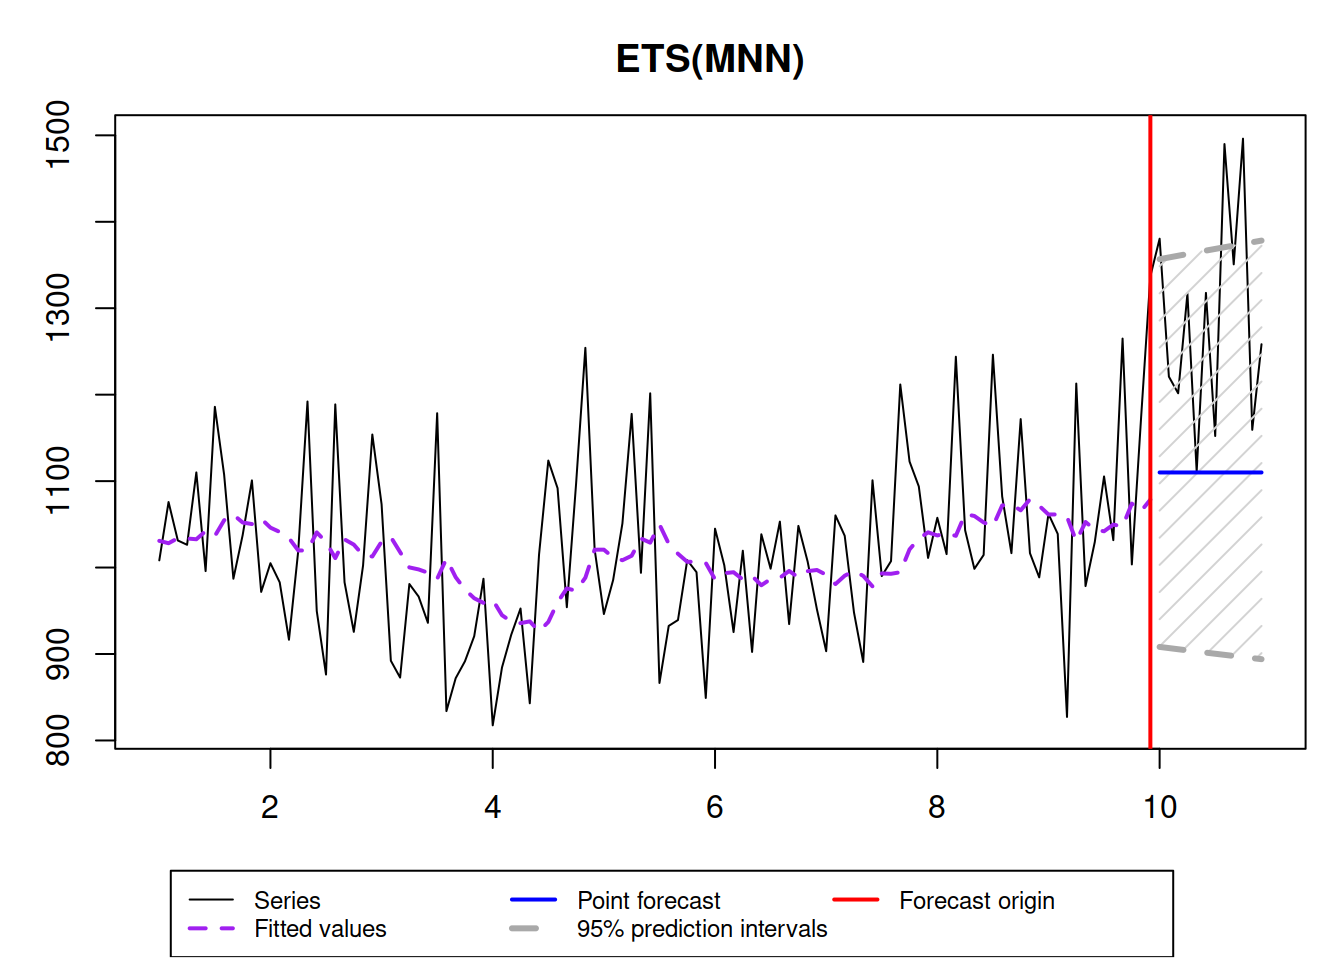 ETS(MNN)
1500
1300
1100
900
800
2 4 6 8 10
Series Point forecast Forecast origin
Fitted values 95% prediction intervals